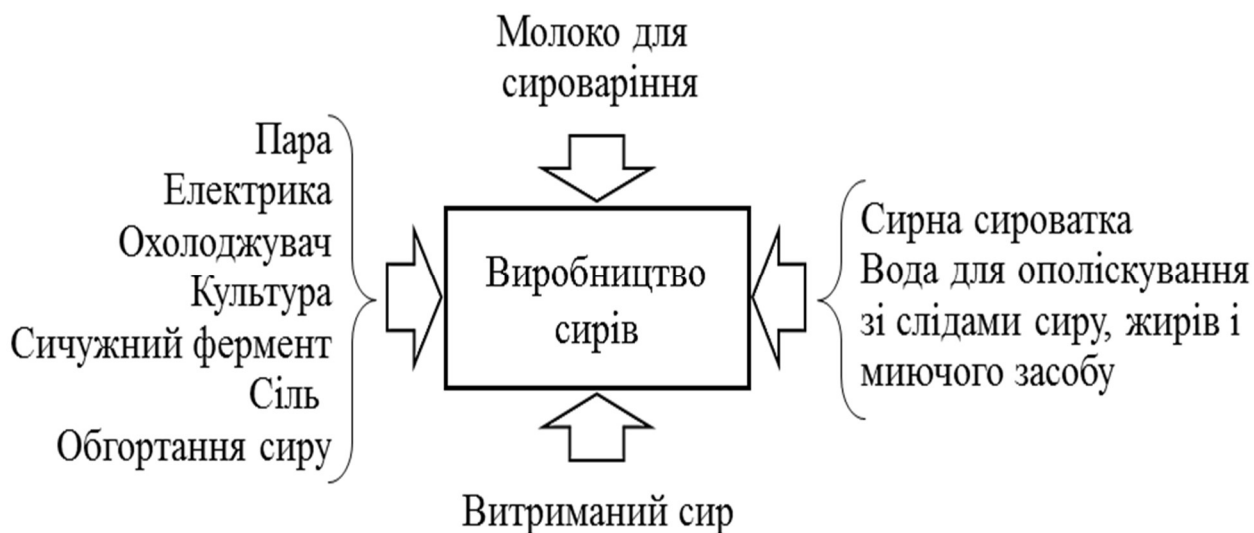 Молоко для
сироваріння
Пара
Електрика
Охолоджувач
Культура
Сичужний фермент
Сіль
Обгортання сиру
Виробництво
сирів
Сирна сироватка
Вода для ополіскування
зі слідами сиру, жирів і
миючого засобу
Витриманий сир